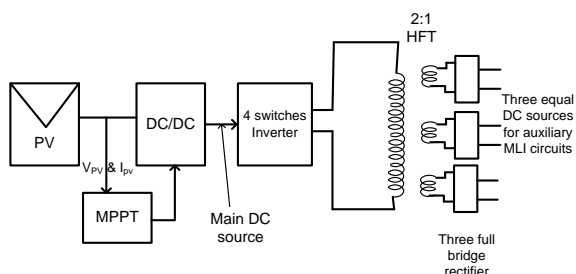 2:1
HFT
PV
DC/DC
4 switches
Inverter
Three equal
DC sources
for auxiliary
MLI circuits
VPV & Ipv
MPPT
Main DC
source
Three full
bridge
rectifier